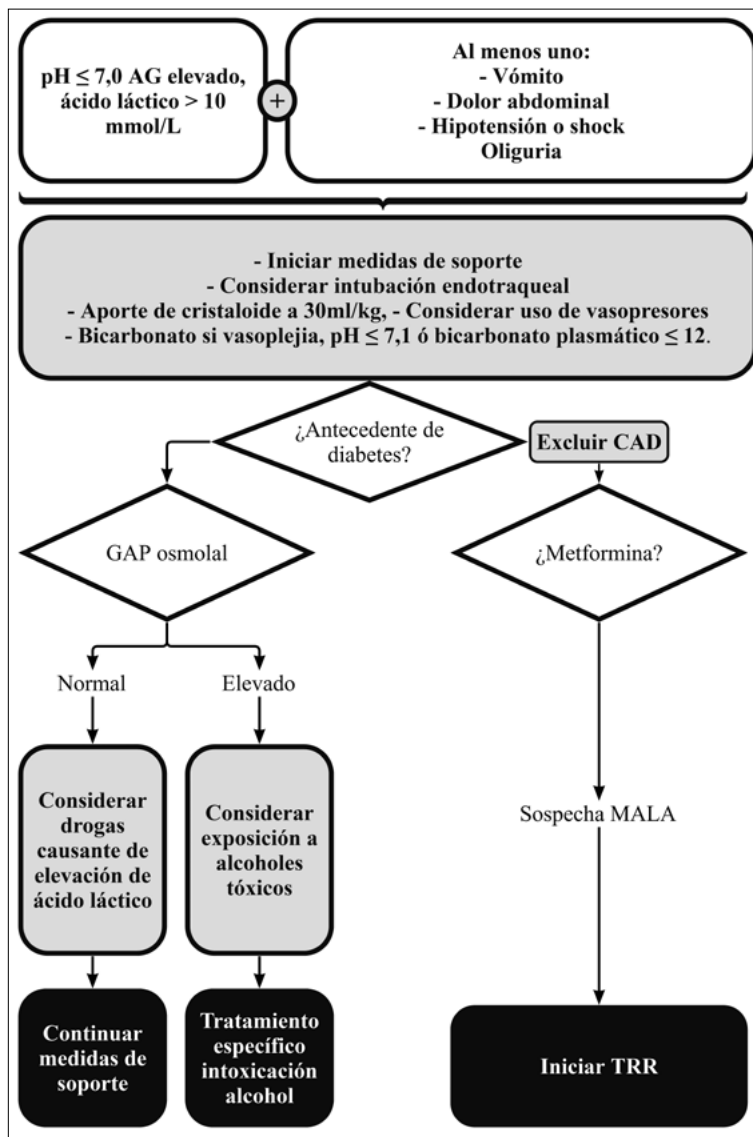 pH ≤ 7,0 AG elevado,
ácido láctico > 10
mmol/L
+
Al menos uno:
- Vómito
- Dolor abdominal
- Hipotensión o shock
Oliguria
- Iniciar medidas de soporte
- Considerar intubación endotraqueal
- Aporte de cristaloide a 30ml/kg, - Considerar uso de vasopresores
- Bicarbonato si vasoplejia, pH ≤ 7,1 ó bicarbonato plasmático ≤ 12.
¿Antecedente de
diabetes?
Excluir CAD
GAP osmolal
¿Metformina?
Normal
Elevado
Considerar
drogas
causante de
elevación de
ácido láctico
Considerar
exposición a
alcoholes
tóxicos
Sospecha MALA
Continuar
medidas de
soporte
Tratamiento
específico
intoxicación
alcohol
Iniciar TRR